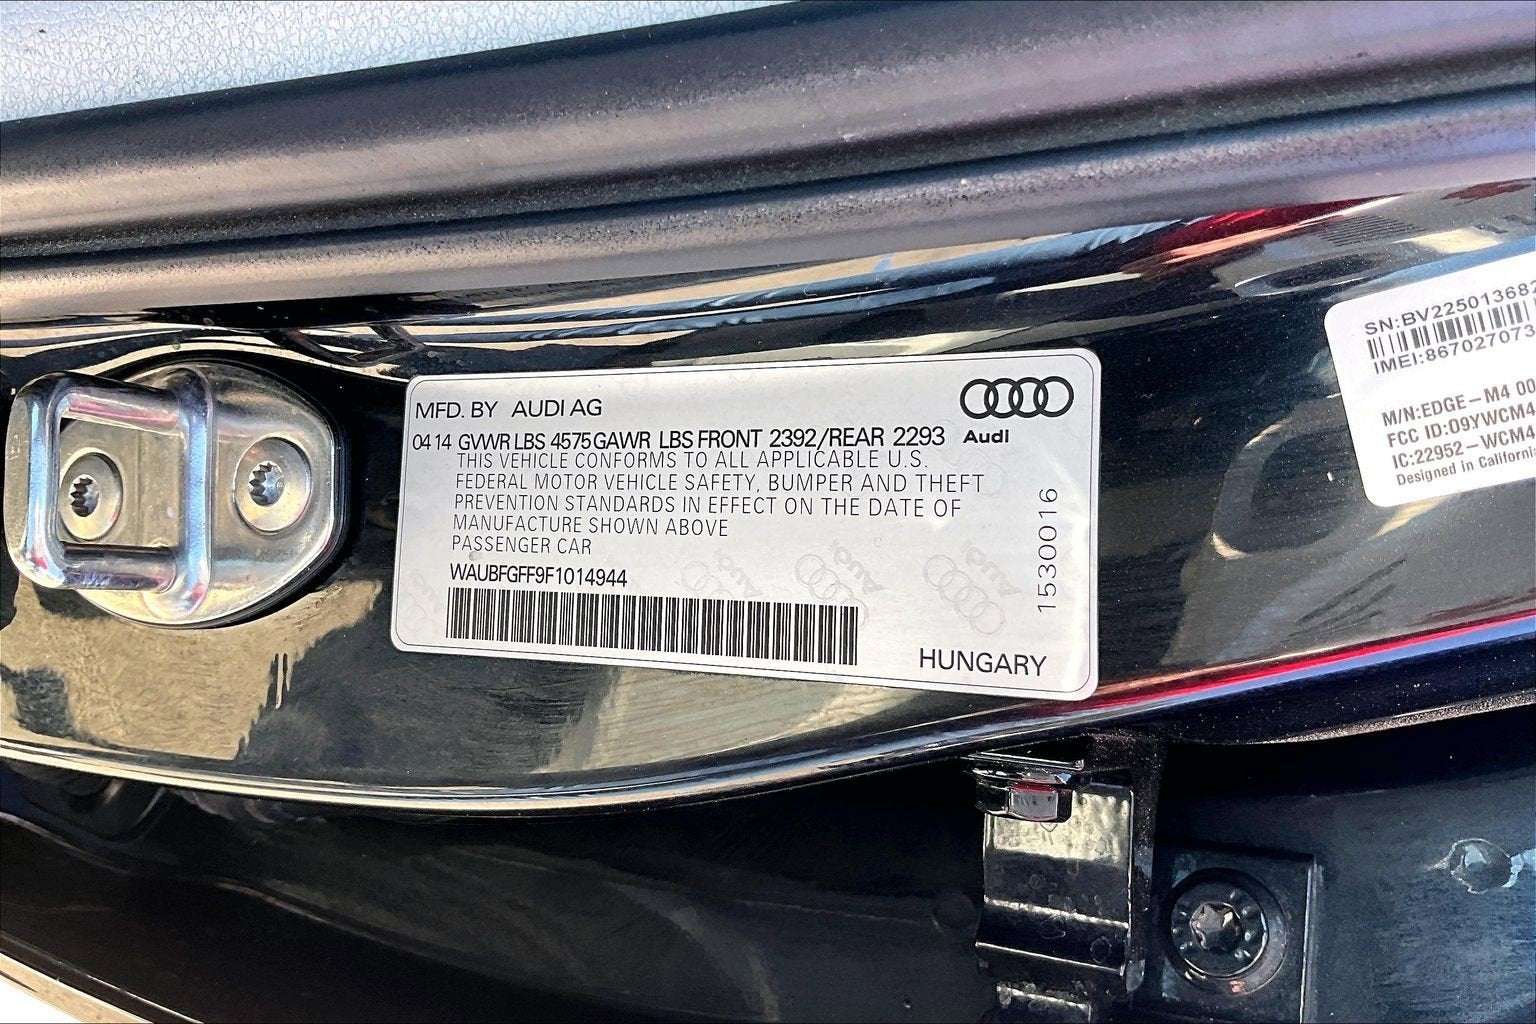 MFD. BY AUDI AG
04 14 GVWR LBS 4575 GAWR LBS FRONT 2392/REAR 2293
Audi
THIS VEHICLE CONFORMS TO ALL APPLICABLE U.S.
FEDERAL MOTOR VEHICLE SAFETY, BUMPER AND THEFT
PREVENTION STANDARDS IN EFFECT ON THE DATE OF
MANUFACTURE SHOWN ABOVE
PASSENGER CAR
WAUBFGFF9F1014944
1530016
HUNGARY
SN:BV22501368
IMEI:86702707
M/N:EDGE-M4 00
FCC ID:O9YWCM4
IC:22952-WCM4
Designed in California